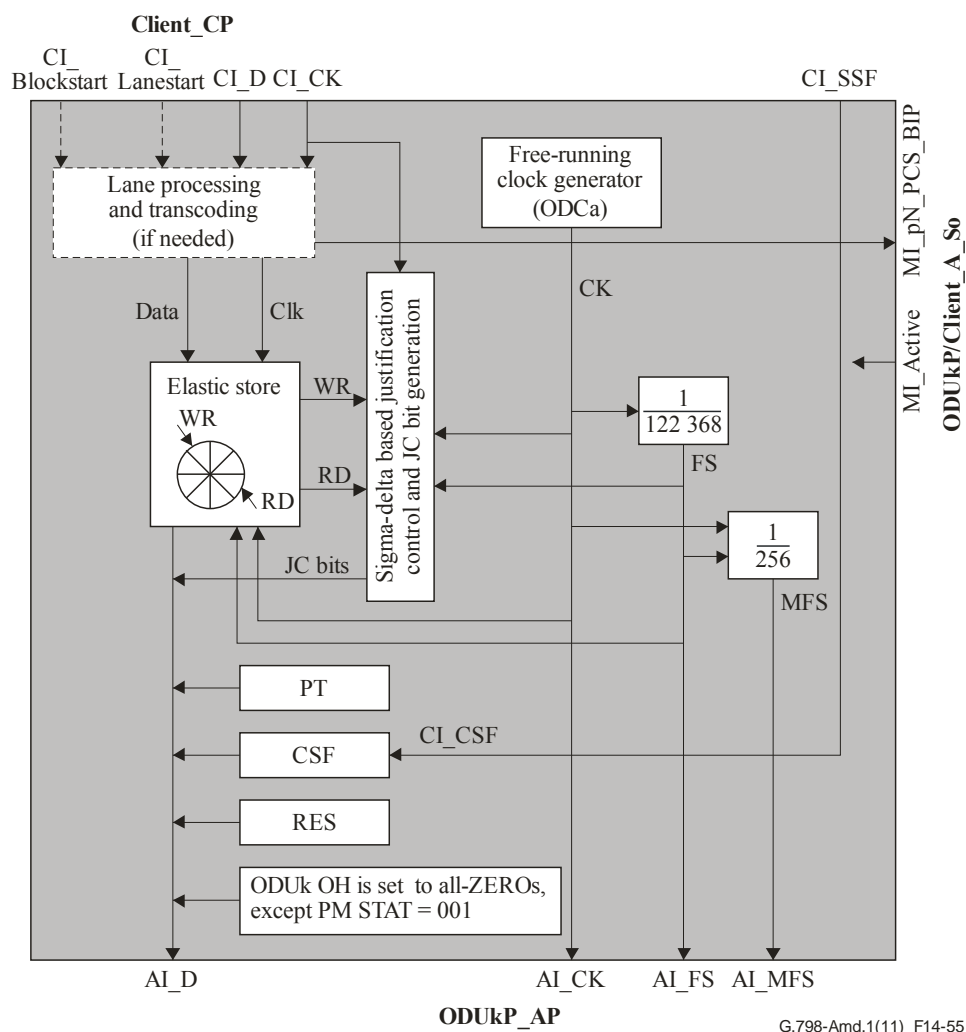 Client_CP
CI_
Blockstart
CI_
Lanestart
CI_D
CI_CK
CI_SSF
Lane processing
and transcoding
(if needed)
Free-running
clock generator
(ODCa)
MI_pN_PCS_BIP
MI_Active
ODUkP/Client_A_So
Data
Clk
CK
Elastic store
WR
RD
WR
RD
Sigma-delta based justification
control and JC bit generation
1
122 368
FS
1
256
MFS
JC bits
PT
CSF
CI_CSF
RES
ODUk OH is set to all-ZEROs,
except PM STAT = 001
AI_D
AI_CK
AI_FS
AI_MFS
ODUkP_AP
G.798-Amd.1(11)_F14-55